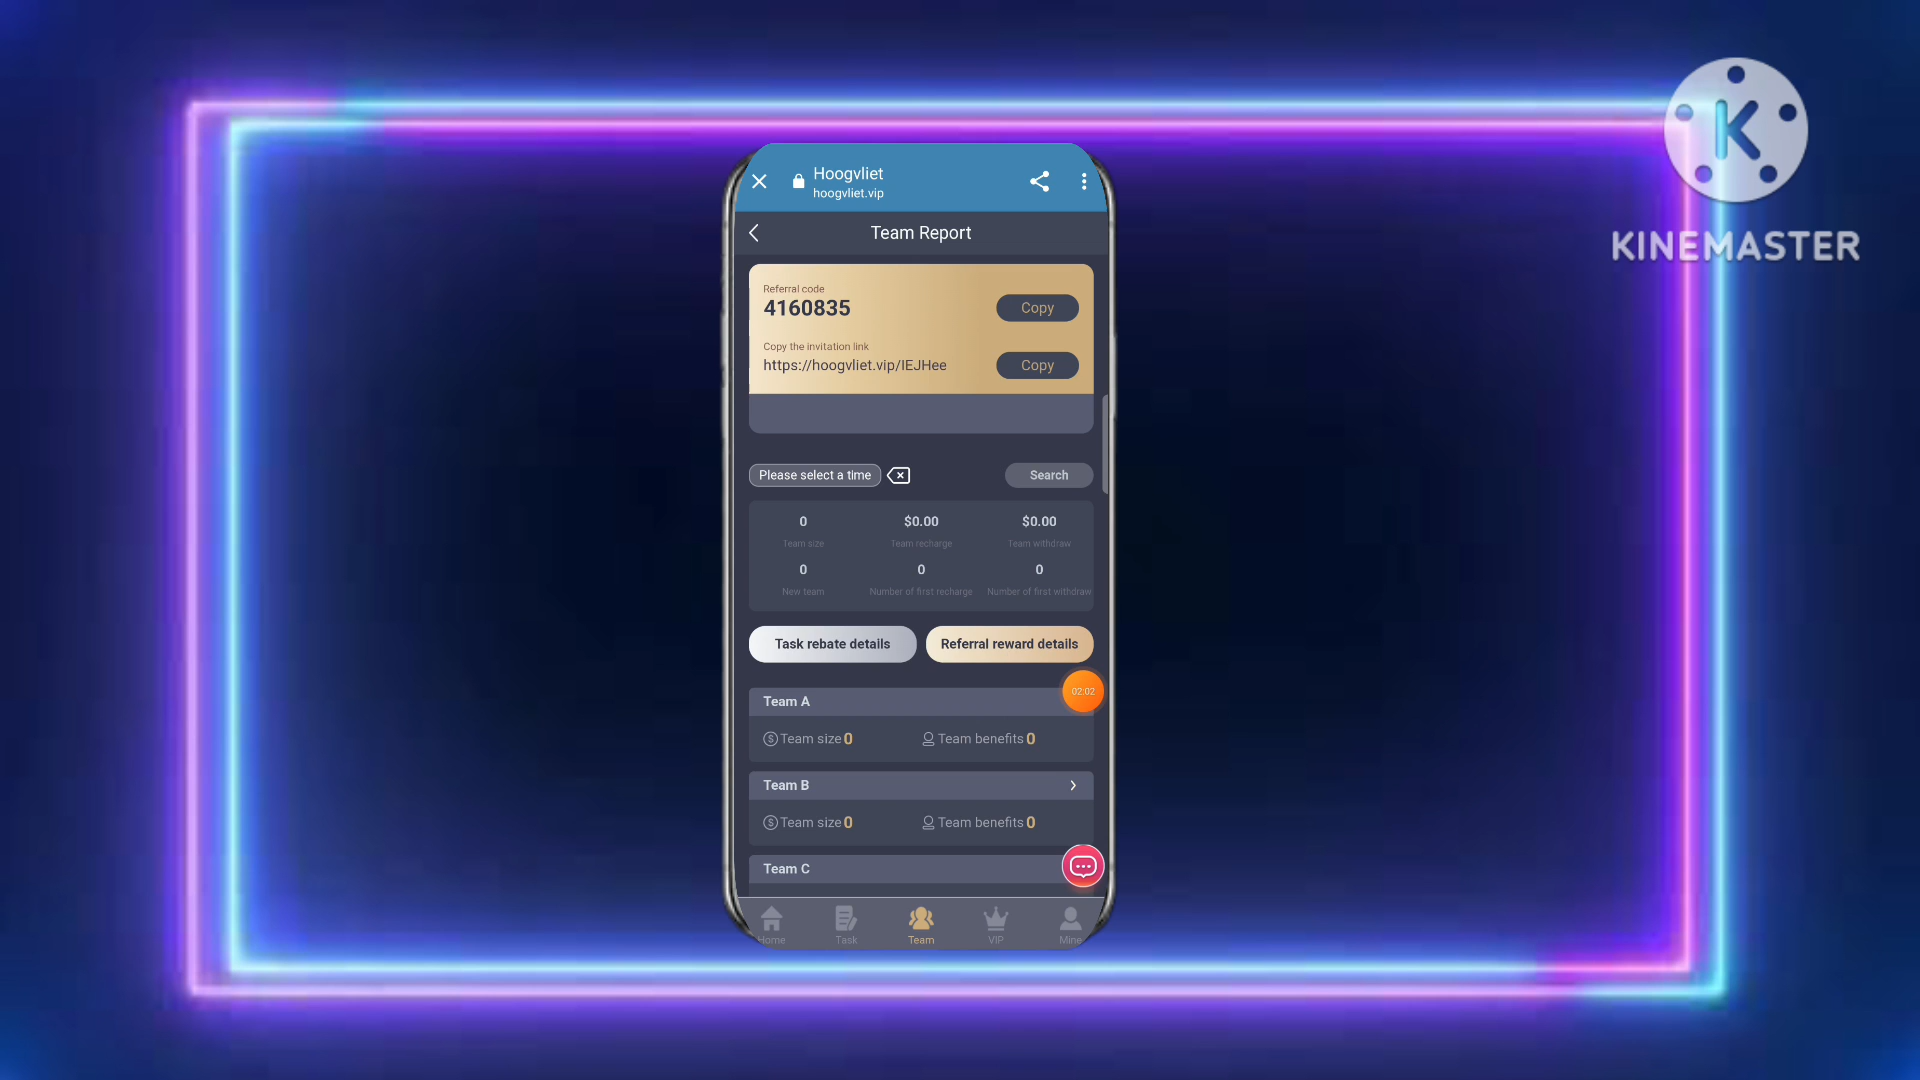 K
KINEMASTER
Hoogvliet
hoogvliet.vip
Team Report
Referral code
4160835
Copy
Copy the invitation link
https://hoogvliet.vip/IEJHee
Copy
Please select a time
Search
0 $0.00 $0.00
Team size Team recharge Team withdraw
0 0 0
New team Number of first recharge Number of first withdraw
Task rebate details Referral reward details
02:02
Team A
Team size 0 Team benefits 0
Team B
Team size 0 Team benefits 0
Team C
Home Task Team VIP Mine